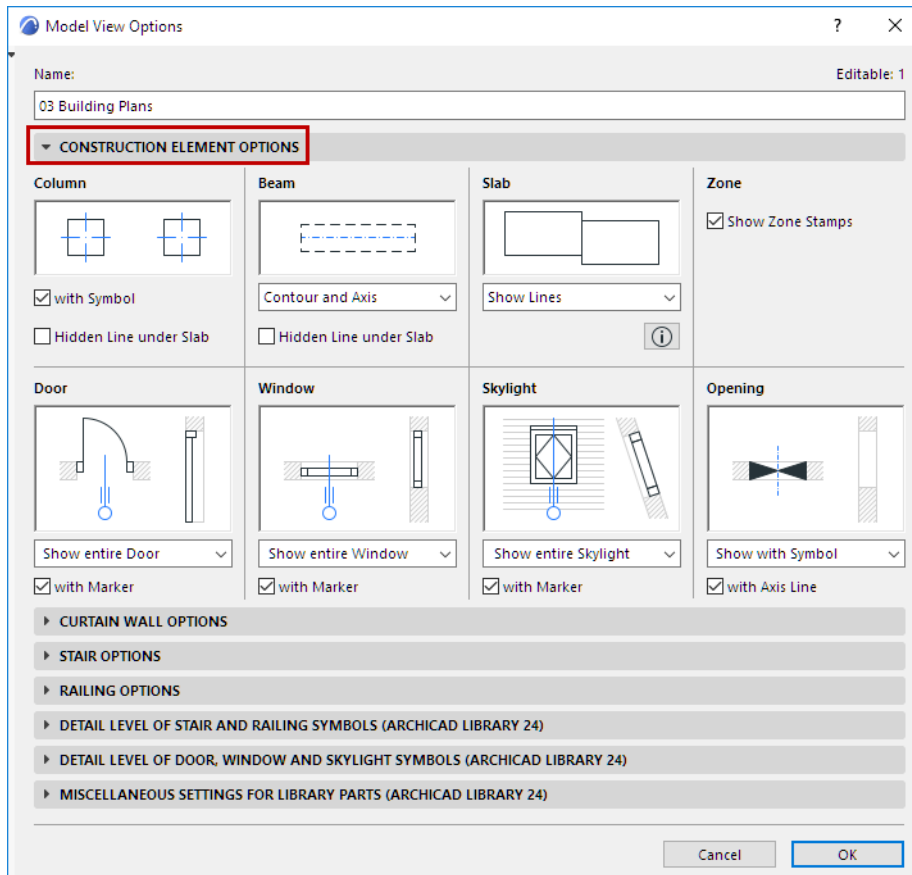 Model View Options
?
Name:
Editable: 1
03 Building Plans
CONSTRUCTION ELEMENT OPTIONS
Column
Beam
Slab
Zone
Show Zone Stamps
with Symbol
Contour and Axis
Show Lines
Hidden Line under Slab
Hidden Line under Slab
Door
Window
Skylight
Opening
Show entire Door
Show entire Window
Show entire Skylight
Show with Symbol
with Marker
with Marker
with Marker
with Axis Line
CURTAIN WALL OPTIONS
STAIR OPTIONS
RAILING OPTIONS
DETAIL LEVEL OF STAIR AND RAILING SYMBOLS (ARCHICAD LIBRARY 24)
DETAIL LEVEL OF DOOR, WINDOW AND SKYLIGHT SYMBOLS (ARCHICAD LIBRARY 24)
MISCELLANEOUS SETTINGS FOR LIBRARY PARTS (ARCHICAD LIBRARY 24)
Cancel
OK